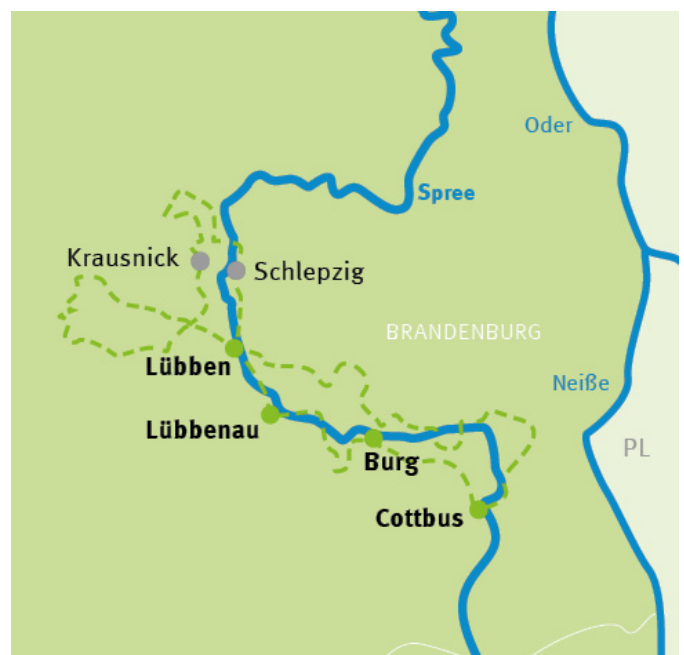 Oder
Spree
Krausnick
Schlepzig
BRANDENBURG
Lübben
Neiße
Lübbenau
PL
Burg
Cottbus